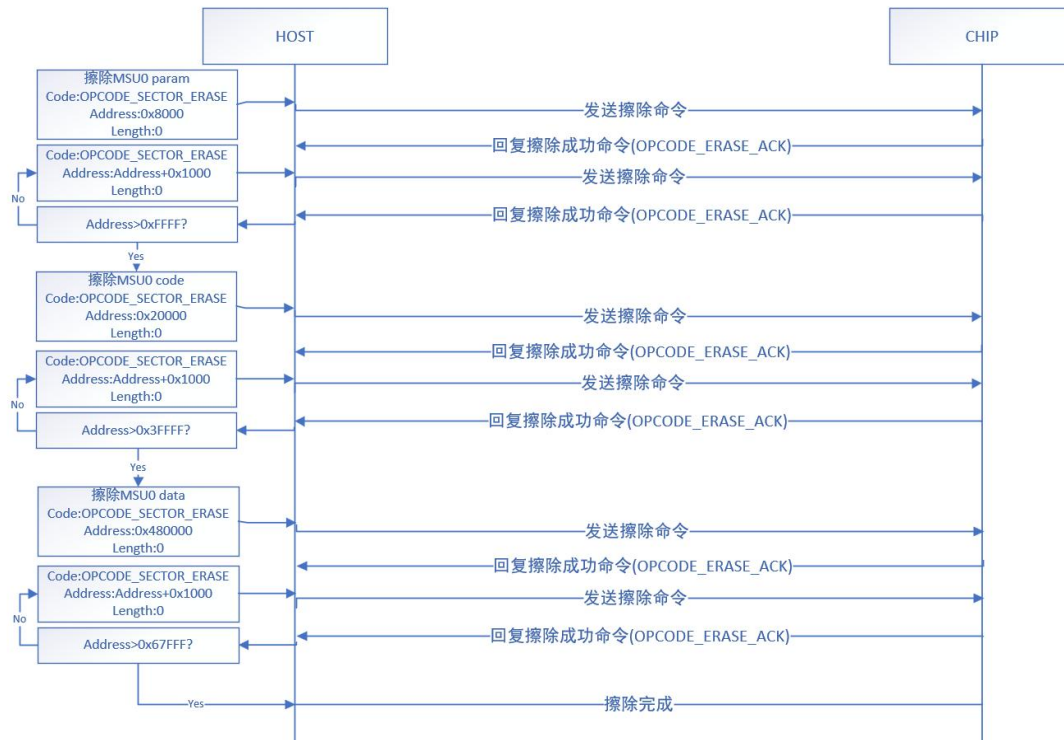 HOST
CHIP
擦除MSU0 param
Code:OPCODE_SECTOR_ERASE
Address:0x8000
Length:0
发送擦除命令
回复擦除成功命令(OPCODE_ERASE_ACK)
Code:OPCODE_SECTOR_ERASE
Address:Address+0x1000
Length:0
发送擦除命令
No
回复擦除成功命令(OPCODE_ERASE_ACK)
Address>0xFFFF?
Yes
擦除MSU0 code
Code:OPCODE_SECTOR_ERASE
Address:0x20000
Length:0
发送擦除命令
回复擦除成功命令(OPCODE_ERASE_ACK)
Code:OPCODE_SECTOR_ERASE
Address:Address+0x1000
Length:0
发送擦除命令
No
回复擦除成功命令(OPCODE_ERASE_ACK)
Address>0x3FFFF?
Yes
擦除MSU0 data
Code:OPCODE_SECTOR_ERASE
Address:0x480000
Length:0
发送擦除命令
回复擦除成功命令(OPCODE_ERASE_ACK)
Code:OPCODE_SECTOR_ERASE
Address:Address+0x1000
Length:0
发送擦除命令
No
回复擦除成功命令(OPCODE_ERASE_ACK)
Address>0x67FFF?
Yes
擦除完成